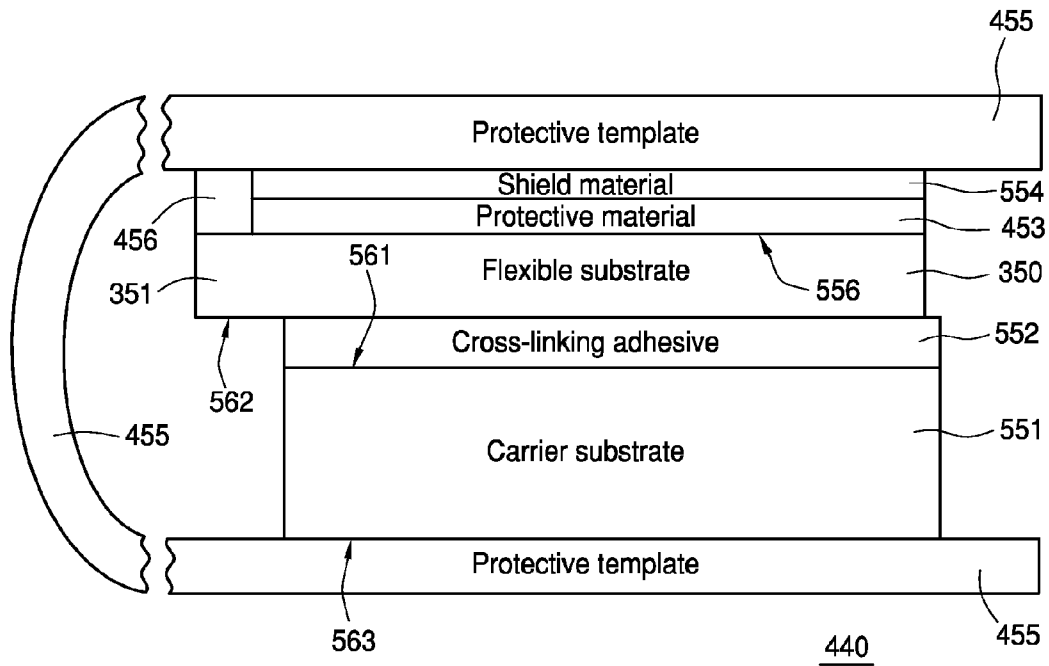 455
Protective template
Shield material
554
Protective material
453
456
561
351
Flexible substrate
556
350
Cross-linking adhesive
552
562
455
551
Carrier substrate
Protective template
563
455
440